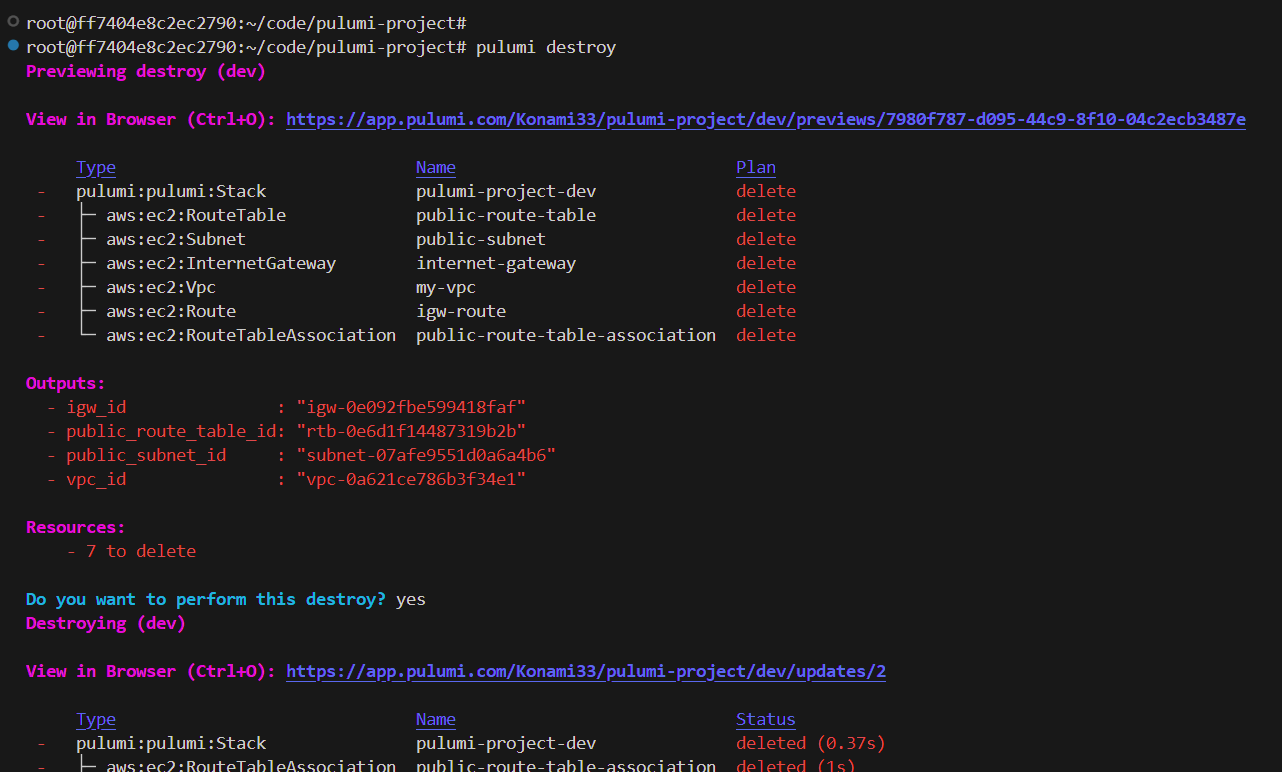 root@ff7404e8c2ec2790:~/code/pulumi-project#
root@ff7404e8c2ec2790:~/code/pulumi-project# pulumi destroy
Previewing destroy (dev)
View in Browser (Ctrl+O): https://app.pulumi.com/Konami33/pulumi-project/dev/previews/7980f787-d095-44c9-8f10-04c2ecb3487e
Type Name Plan
- pulumi:pulumi:Stack pulumi-project-dev delete
- ├─ aws:ec2:RouteTable public-route-table delete
- ├─ aws:ec2:Subnet public-subnet delete
- ├─ aws:ec2:InternetGateway internet-gateway delete
- ├─ aws:ec2:Vpc my-vpc delete
- ├─ aws:ec2:Route igw-route delete
- └─ aws:ec2:RouteTableAssociation public-route-table-association delete
Outputs:
- igw_id : "igw-0e092fbe599418faf"
- public_route_table_id: "rtb-0e6d1f14487319b2b"
- public_subnet_id : "subnet-07afe9551d0a6a4b6"
- vpc_id : "vpc-0a621ce786b3f34e1"
Resources:
- 7 to delete
Do you want to perform this destroy? yes
Destroying (dev)
View in Browser (Ctrl+O): https://app.pulumi.com/Konami33/pulumi-project/dev/updates/2
Type Name Status
- pulumi:pulumi:Stack pulumi-project-dev deleted (0.37s)
- ├─ aws:ec2:RouteTableAssociation public-route-table-association deleted (1s)